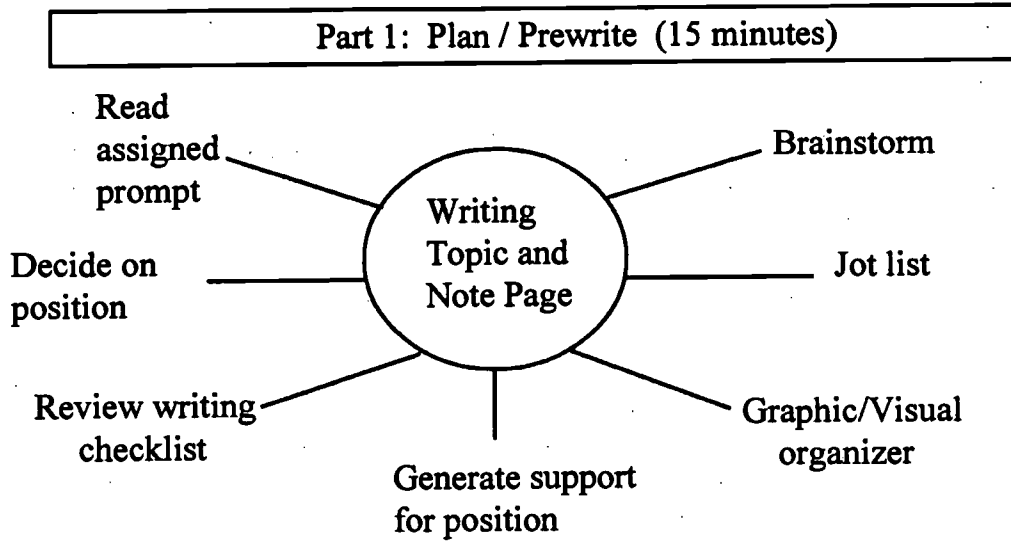 Part 1: Plan / Prewrite (15 minutes)
Read
assigned
prompt
Brainstorm
Writing
Topic and
Note Page
Decide on
position
Jot list
Review writing
checklist
Graphic/Visual
organizer
Generate support
for position